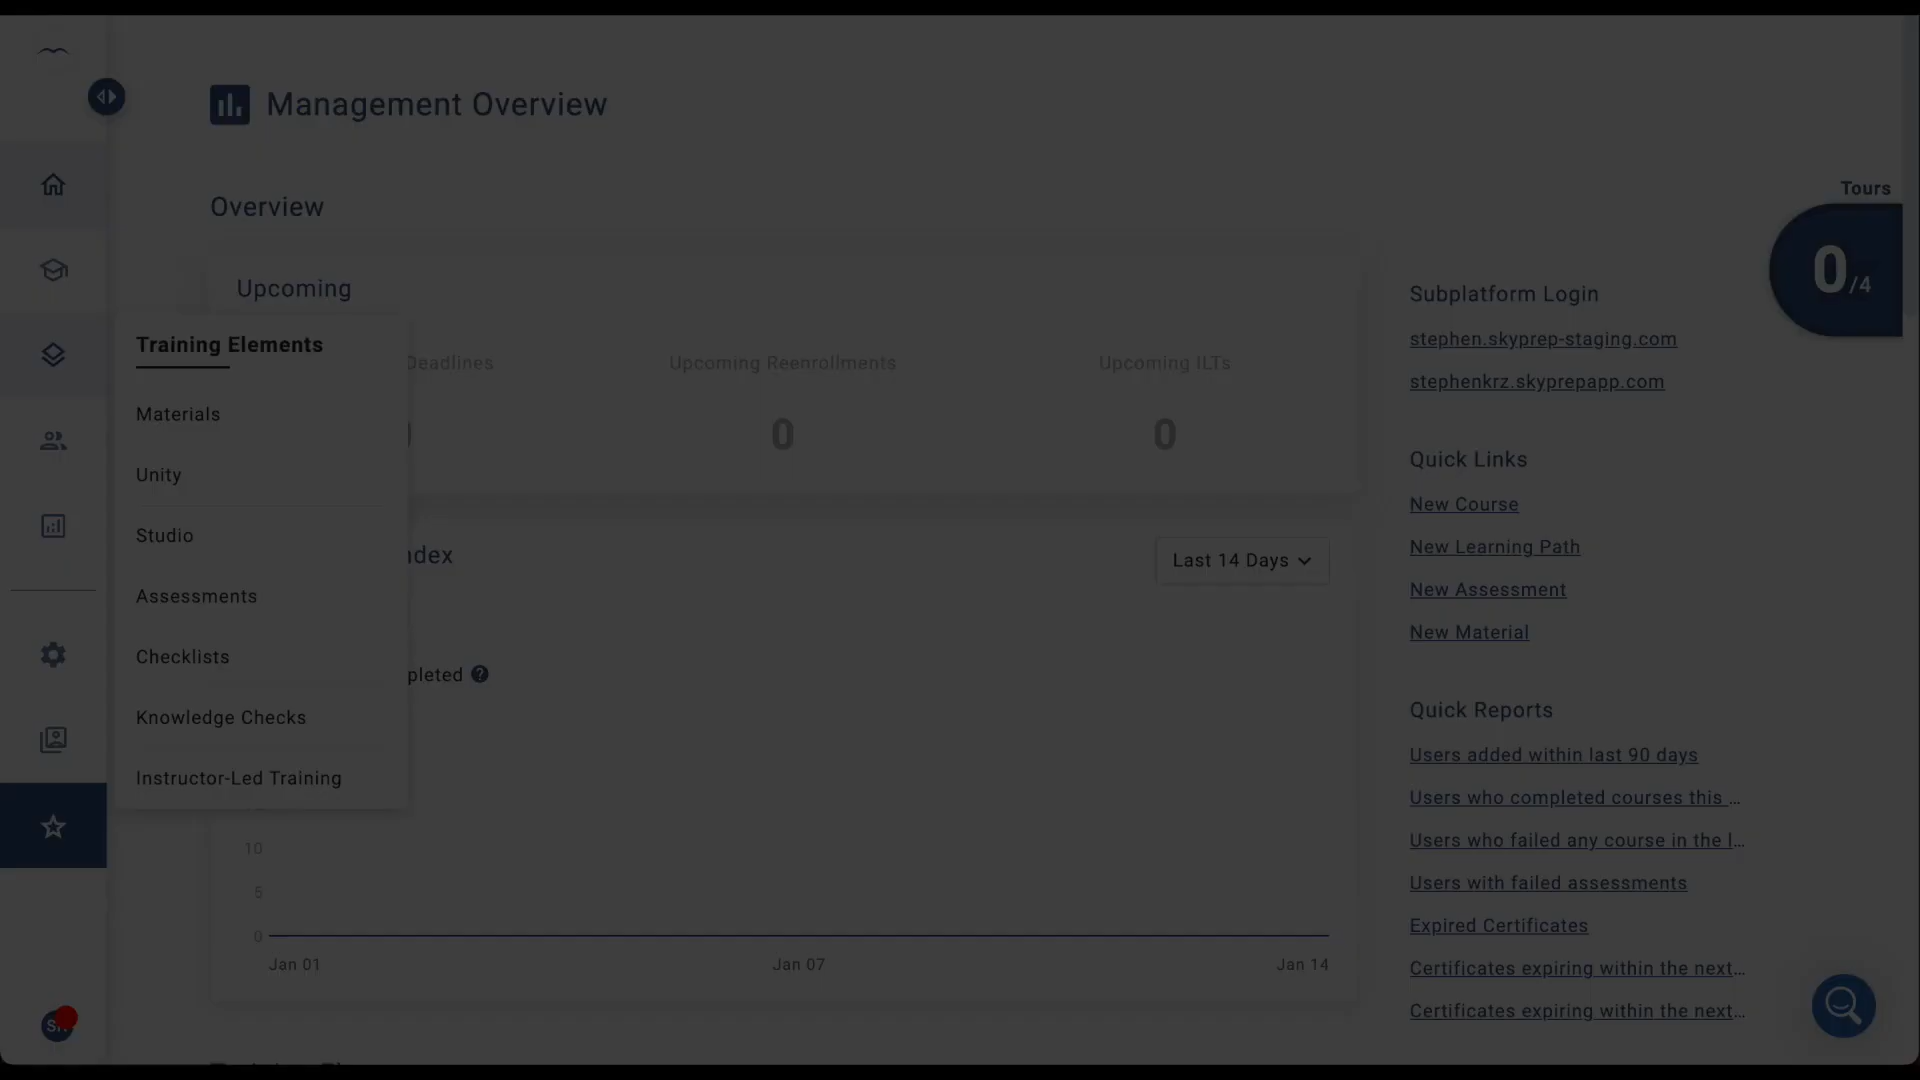 Management Overview
Tours
0/4
Overview
Upcoming
Deadlines
Upcoming Reenrollments
Upcoming ILTs
0
0
Training Elements
Materials
Unity
Studio
Assessments
Checklists
Knowledge Checks
Instructor-Led Training
ndex
Last 14 Days
pleted
10
5
0
Jan 01
Jan 07
Jan 14
Subplatform Login
stephen.skyprep-staging.com
stephenkrz.skyprepapp.com
Quick Links
New Course
New Learning Path
New Assessment
New Material
Quick Reports
Users added within last 90 days
Users who completed courses this ...
Users who failed any course in the l...
Users with failed assessments
Expired Certificates
Certificates expiring within the next...
Certificates expiring within the next...